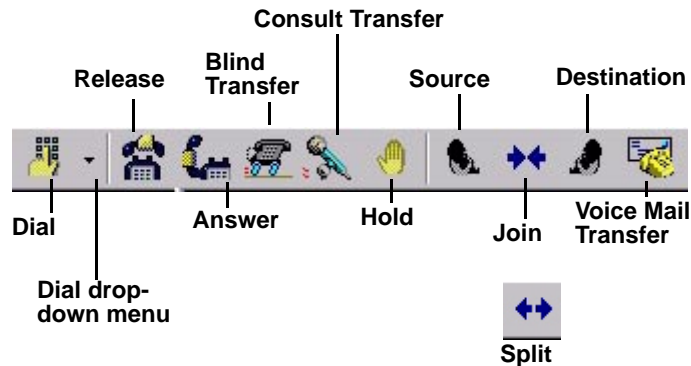 Consult Transfer
Blind
Transfer
Release
Source
Destination
Dial
Answer
Hold
Join
Voice Mail
Transfer
Dial drop-
down menu
Split